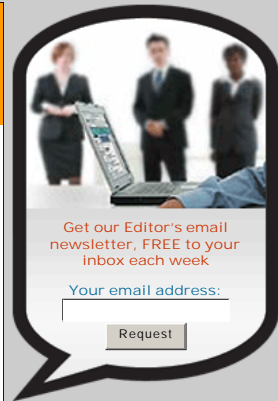 Get our Editor's email
newsletter, FREE to your
inbox each week
Your email address:
Request